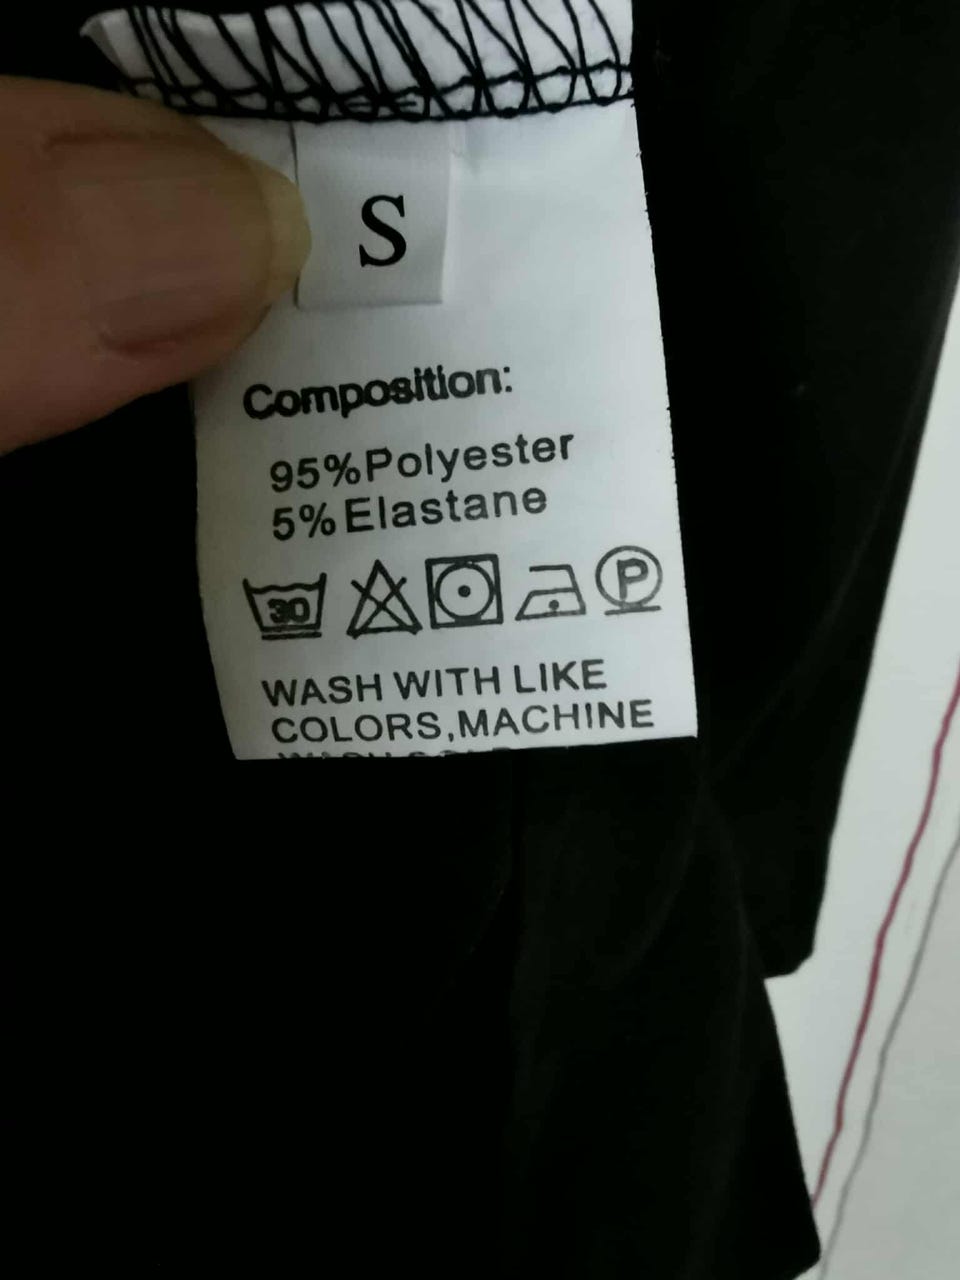 S
Composition:
95%Polyester
5%Elastane
30 P
WASH WITH LIKE
COLORS,MACHINE